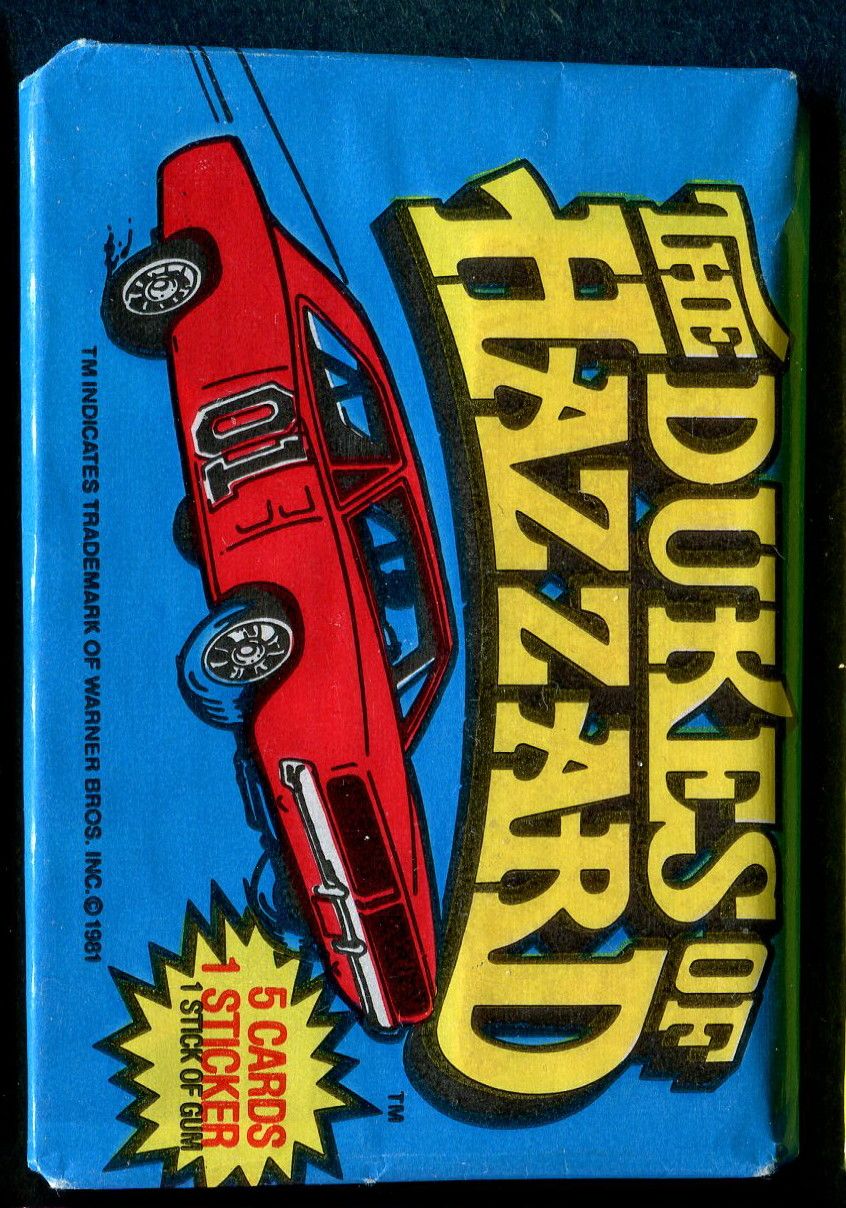 THE DUKES OF
HAZZARD
TM
01
5 CARDS
1 STICKER
1 STICK OF GUM
TM INDICATES TRADEMARK OF WARNER BROS. INC. © 1981